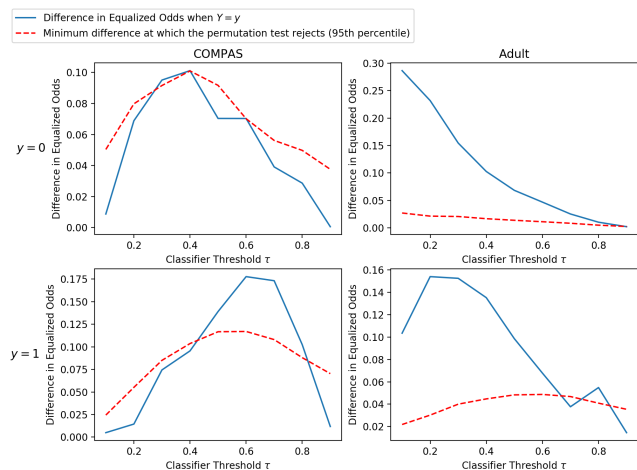 Difference in Equalized Odds when Y = y
Minimum difference at which the permutation test rejects (95th percentile)
COMPAS
Adult
y = 0
Difference in Equalized Odds
0.10
0.08
0.06
0.04
0.02
0.00
0.2 0.4 0.6 0.8
Classifier Threshold τ
Difference in Equalized Odds
0.30
0.25
0.20
0.15
0.10
0.05
0.00
0.2 0.4 0.6 0.8
Classifier Threshold τ
y = 1
Difference in Equalized Odds
0.175
0.150
0.125
0.100
0.075
0.050
0.025
0.000
0.2 0.4 0.6 0.8
Classifier Threshold τ
Difference in Equalized Odds
0.16
0.14
0.12
0.10
0.08
0.06
0.04
0.02
0.2 0.4 0.6 0.8
Classifier Threshold τ